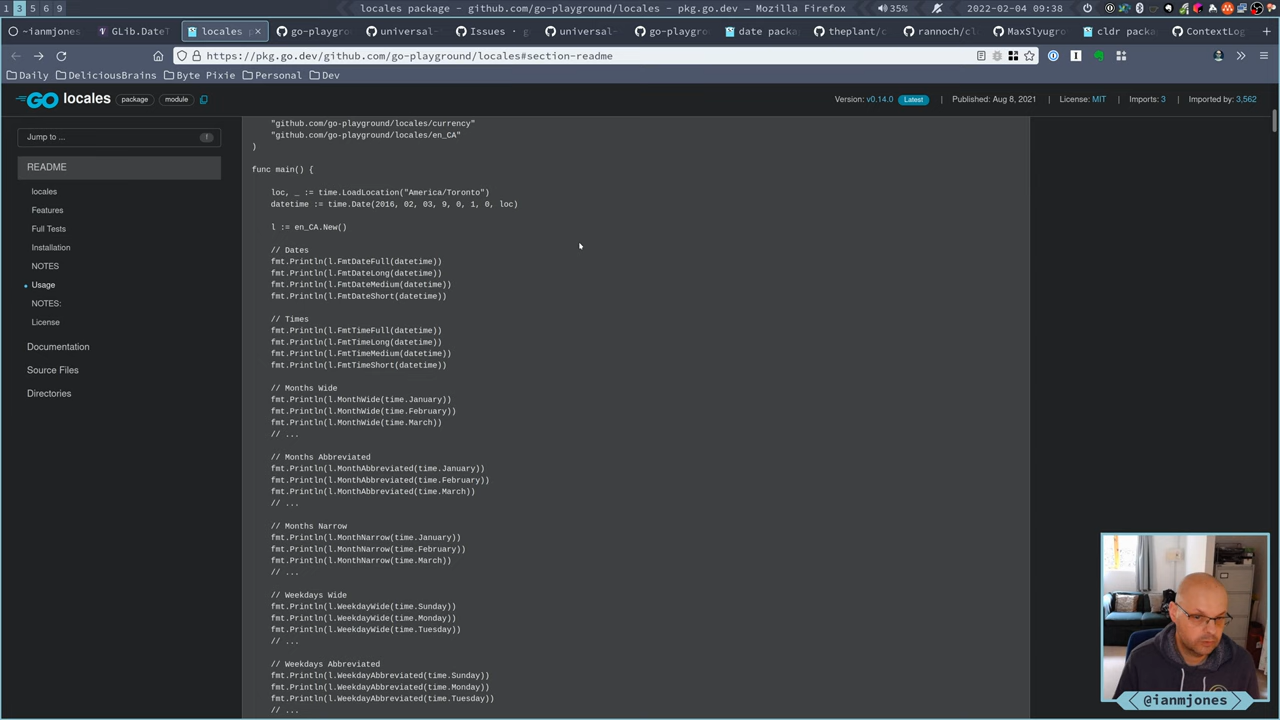 1 3 5 6 9
locales package - github.com/go-playground/locales - pkg.go.dev — Mozilla Firefox
35%
2022-02-04 09:38
~ianmjones
GLib.DateT
locales
go-playgro
universal-
Issues · g
universal-
go-playgro
date packa
theplant/c
rannoch/cl
MaxSlyugr
cldr packa
ContextLog
https://pkg.go.dev/github.com/go-playground/locales#section-readme
Daily
DeliciousBrains
Byte Pixie
Personal
Dev
GO locales package module
Version: v0.14.0 Latest
Published: Aug 8, 2021
License: MIT
Imports: 3
Imported by: 3,562
Jump to ...
f
README
locales
Features
Full Tests
Installation
NOTES
Usage
NOTES:
License
Documentation
Source Files
Directories
"github.com/go-playground/locales/currency"
"github.com/go-playground/locales/en_CA"
)
func main() {
loc, _ := time.LoadLocation("America/Toronto")
datetime := time.Date(2016, 02, 03, 9, 0, 1, 0, loc)
l := en_CA.New()
// Dates
fmt.Println(l.FmtDateFull(datetime))
fmt.Println(l.FmtDateLong(datetime))
fmt.Println(l.FmtDateMedium(datetime))
fmt.Println(l.FmtDateShort(datetime))
// Times
fmt.Println(l.FmtTimeFull(datetime))
fmt.Println(l.FmtTimeLong(datetime))
fmt.Println(l.FmtTimeMedium(datetime))
fmt.Println(l.FmtTimeShort(datetime))
// Months Wide
fmt.Println(l.MonthWide(time.January))
fmt.Println(l.MonthWide(time.February))
fmt.Println(l.MonthWide(time.March))
// ...
// Months Abbreviated
fmt.Println(l.MonthAbbreviated(time.January))
fmt.Println(l.MonthAbbreviated(time.February))
fmt.Println(l.MonthAbbreviated(time.March))
// ...
// Months Narrow
fmt.Println(l.MonthNarrow(time.January))
fmt.Println(l.MonthNarrow(time.February))
fmt.Println(l.MonthNarrow(time.March))
// ...
// Weekdays Wide
fmt.Println(l.WeekdayWide(time.Sunday))
fmt.Println(l.WeekdayWide(time.Monday))
fmt.Println(l.WeekdayWide(time.Tuesday))
// ...
// Weekdays Abbreviated
fmt.Println(l.WeekdayAbbreviated(time.Sunday))
fmt.Println(l.WeekdayAbbreviated(time.Monday))
fmt.Println(l.WeekdayAbbreviated(time.Tuesday))
// ...
@ianmjones